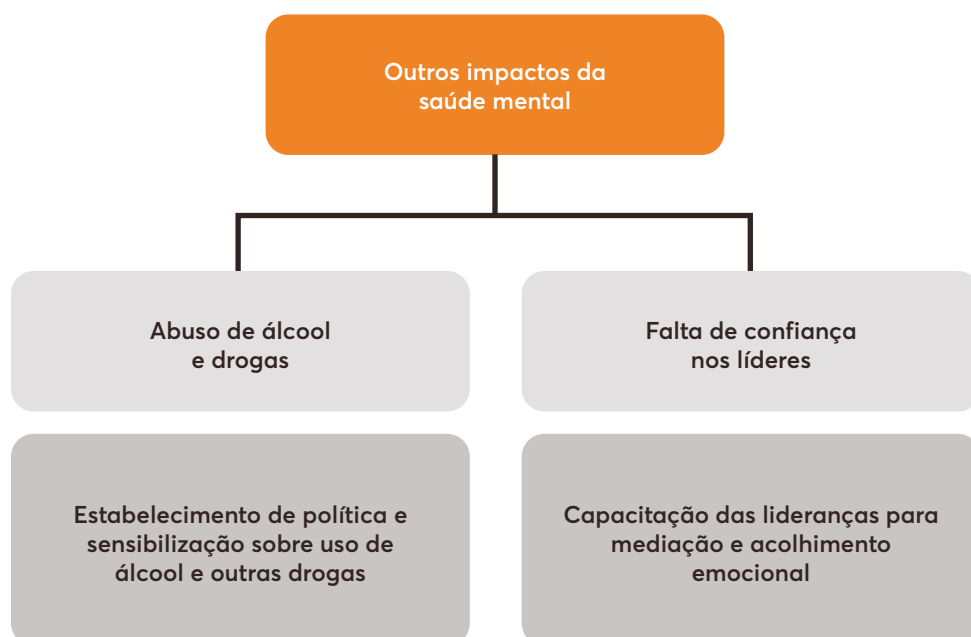 Outros impactos da
saúde mental
Abuso de álcool
e drogas
Falta de confiança
nos líderes
Estabelecimento de política e
sensibilização sobre uso de
álcool e outras drogas
Capacitação das lideranças para
mediação e acolhimento
emocional